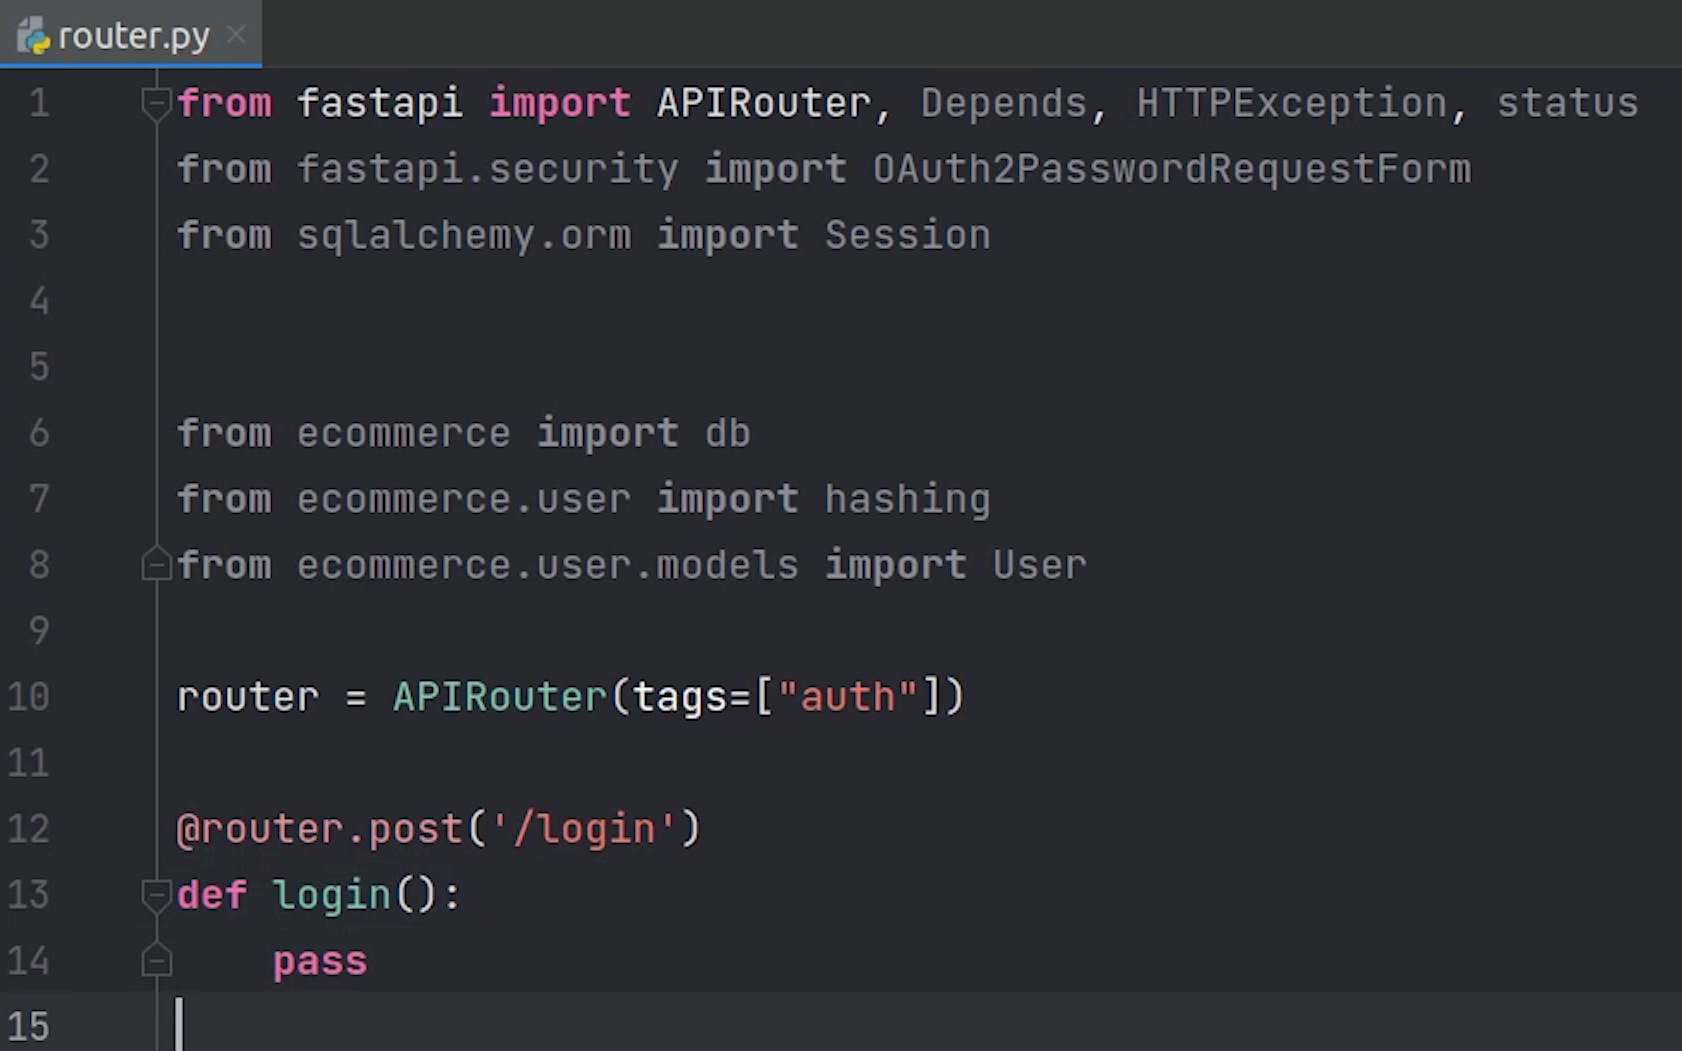 router.py
1 from fastapi import APIRouter, Depends, HTTPException, status
2 from fastapi.security import OAuth2PasswordRequestForm
3 from sqlalchemy.orm import Session
4
5
6 from ecommerce import db
7 from ecommerce.user import hashing
8 from ecommerce.user.models import User
9
10 router = APIRouter(tags=["auth"])
11
12 @router.post('/login')
13 def login():
14     pass
15